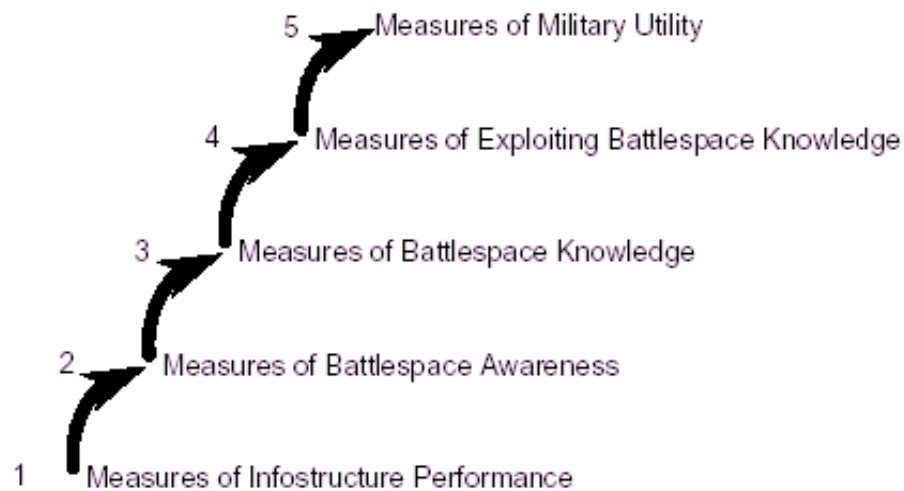 5 Measures of Military Utility
4 Measures of Exploiting Battlespace Knowledge
3 Measures of Battlespace Knowledge
2 Measures of Battlespace Awareness
1 Measures of Infostructure Performance